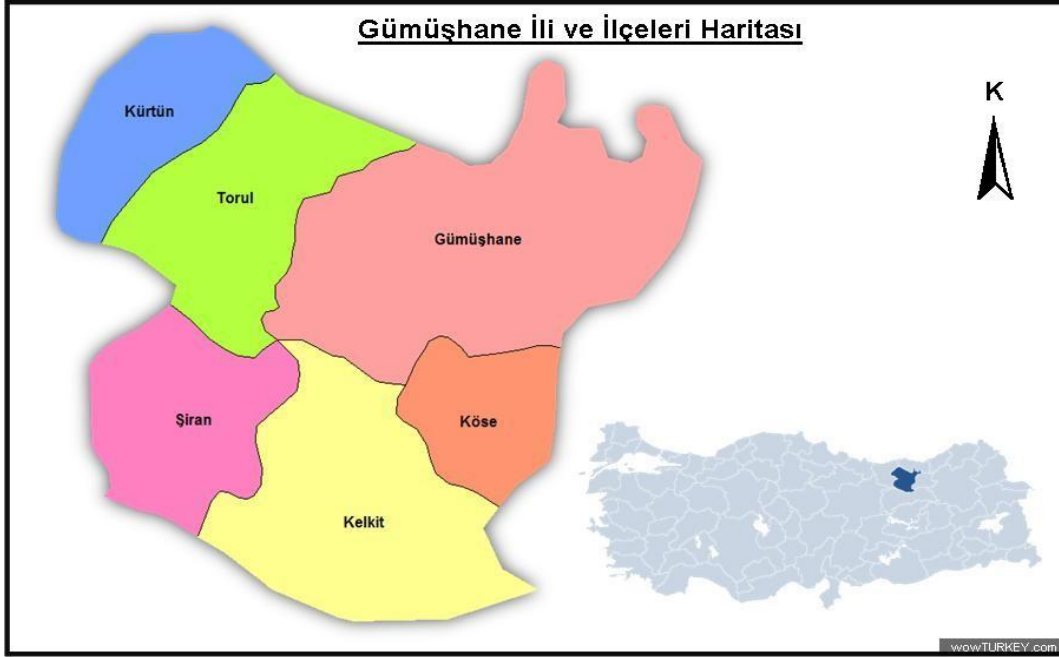 Gümüşhane İli ve İlçeleri Haritası
K
Kürtün
Torul
Gümüşhane
Şiran
Köse
Kelkit
wowTURKEY.com